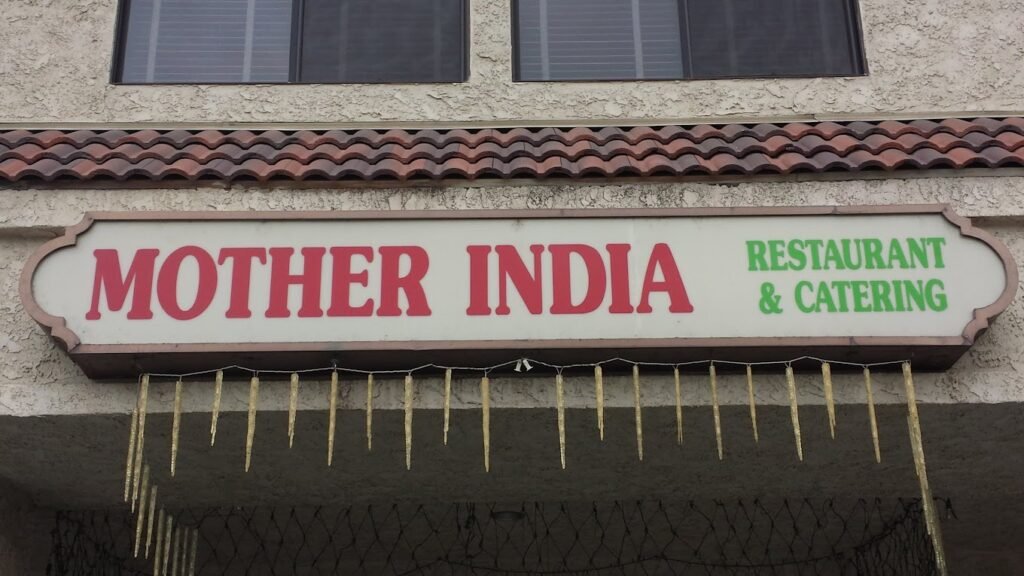 MOTHER INDIA
RESTAURANT
& CATERING